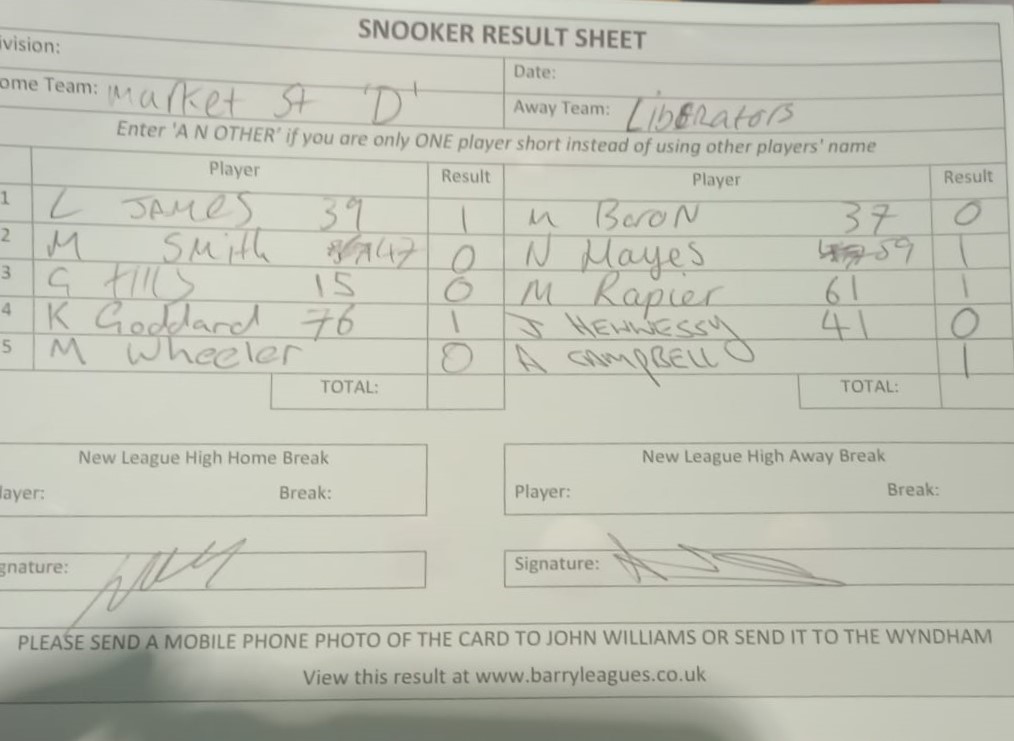 SNOOKER RESULT SHEET
ivision:
Date:
ome Team: Market St 'D'
Away Team: Liberators
Enter 'A N OTHER' if you are only ONE player short instead of using other players' name
Player Result Player Result
1 L JAMES 39 1 M Baron 37 0
2 M Smith 47 0 N Hayes 59 1
3 G tills 15 0 M Rapier 61 1
4 K Goddard 76 1 J HENNESSY 41 0
5 M Wheeler 0 A CAMPBELL 1
TOTAL: TOTAL:
New League High Home Break New League High Away Break
layer: Break: Player: Break:
gnature: Signature:
PLEASE SEND A MOBILE PHONE PHOTO OF THE CARD TO JOHN WILLIAMS OR SEND IT TO THE WYNDHAM
View this result at www.barryleagues.co.uk